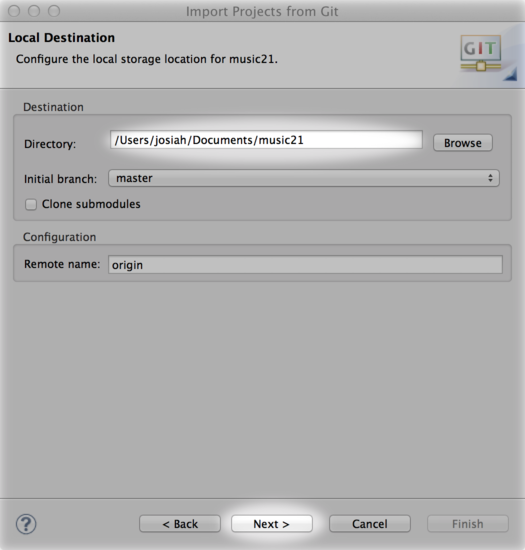 Import Projects from Git
Local Destination
Configure the local storage location for music21.
GIT
Destination
Directory: /Users/josiah/Documents/music21 Browse
Initial branch: master
Clone submodules
Configuration
Remote name: origin
? < Back Next > Cancel Finish